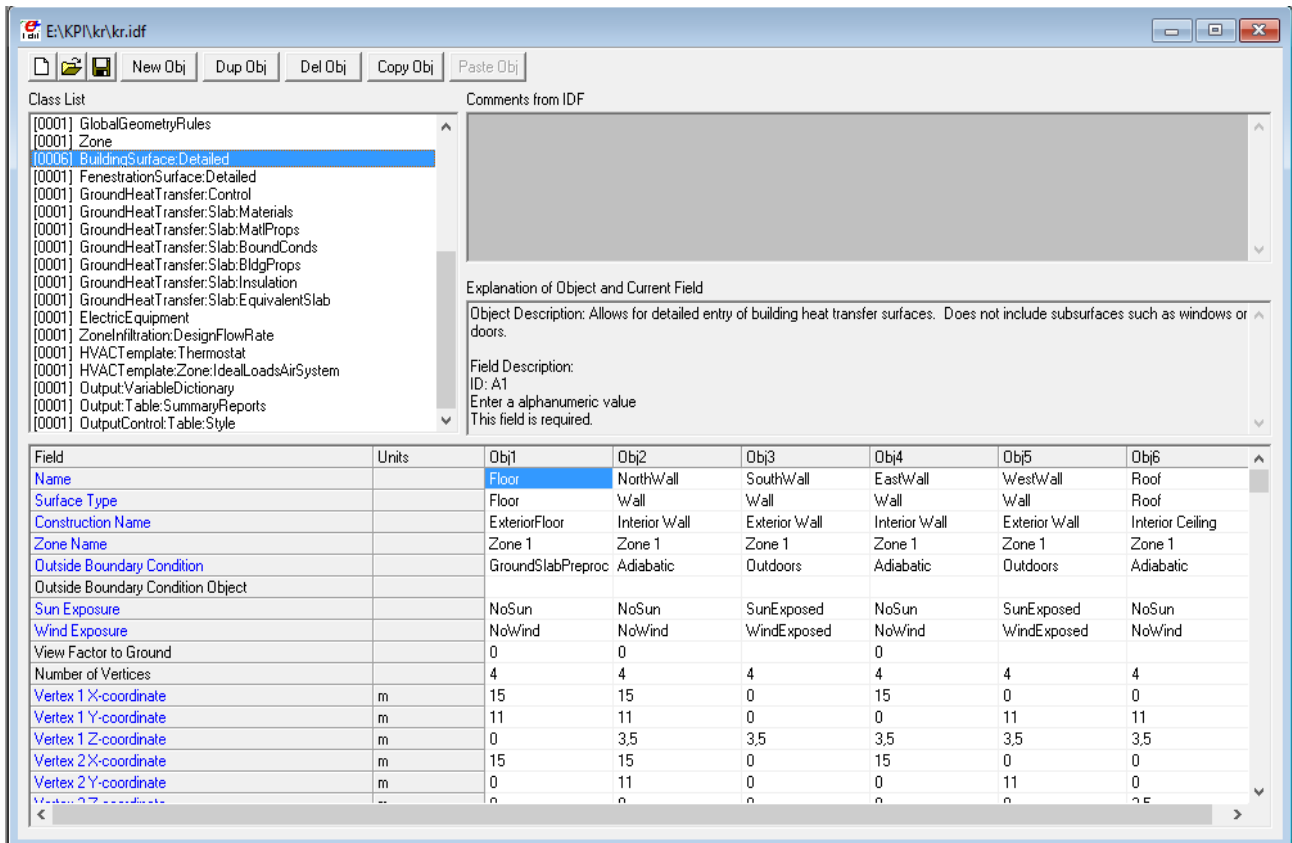 E:\KPI\kr\kr.idf
New Obj Dup Obj Del Obj Copy Obj Paste Obj
Class List
[0001] GlobalGeometryRules
[0001] Zone
[0006] BuildingSurface:Detailed
[0001] FenestrationSurface:Detailed
[0001] GroundHeatTransfer:Control
[0001] GroundHeatTransfer:Slab:Materials
[0001] GroundHeatTransfer:Slab:MatlProps
[0001] GroundHeatTransfer:Slab:BoundConds
[0001] GroundHeatTransfer:Slab:BldgProps
[0001] GroundHeatTransfer:Slab:Insulation
[0001] GroundHeatTransfer:Slab:EquivalentSlab
[0001] ElectricEquipment
[0001] ZoneInfiltration:DesignFlowRate
[0001] HVACTemplate:Thermostat
[0001] HVACTemplate:Zone:IdealLoadsAirSystem
[0001] Output:VariableDictionary
[0001] Output:Table:SummaryReports
[0001] OutputControl:Table:Style
Comments from IDF
Explanation of Object and Current Field
Object Description: Allows for detailed entry of building heat transfer surfaces. Does not include subsurfaces such as windows or
doors.
Field Description:
ID: A1
Enter a alphanumeric value
This field is required.
Field Units Obj1 Obj2 Obj3 Obj4 Obj5 Obj6
Name Floor NorthWall SouthWall EastWall WestWall Roof
Surface Type Floor Wall Wall Wall Wall Roof
Construction Name ExteriorFloor Interior Wall Exterior Wall Interior Wall Exterior Wall Interior Ceiling
Zone Name Zone 1 Zone 1 Zone 1 Zone 1 Zone 1 Zone 1
Outside Boundary Condition GroundSlabPreproc Adiabatic Outdoors Adiabatic Outdoors Adiabatic
Outside Boundary Condition Object
Sun Exposure NoSun NoSun SunExposed NoSun SunExposed NoSun
Wind Exposure NoWind NoWind WindExposed NoWind WindExposed NoWind
View Factor to Ground 0 0 0
Number of Vertices 4 4 4 4 4 4
Vertex 1 X-coordinate m 15 15 0 15 0 0
Vertex 1 Y-coordinate m 11 11 0 0 11 11
Vertex 1 Z-coordinate m 0 3,5 3,5 3,5 3,5 3,5
Vertex 2 X-coordinate m 15 15 0 15 0 0
Vertex 2 Y-coordinate m 0 11 0 0 11 0